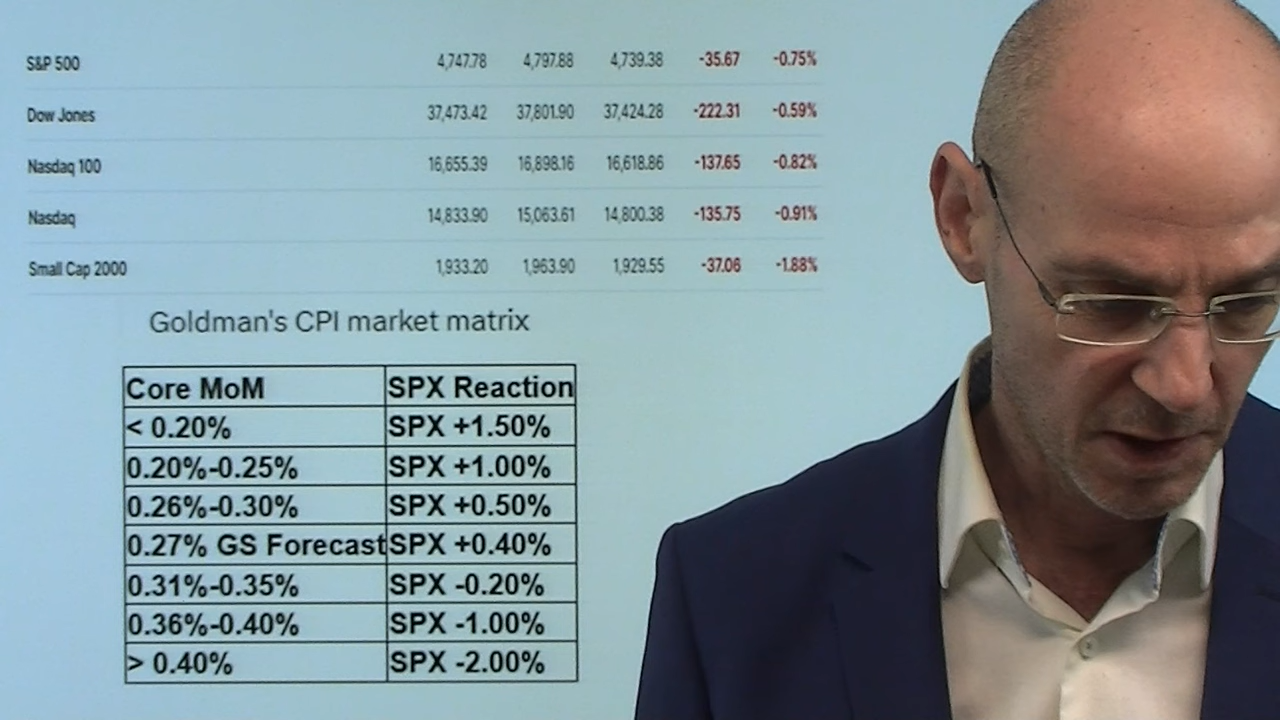 S&P 500 4,747.78 4,797.88 4,739.38 -35.67 -0.75%
Dow Jones 37,473.42 37,801.90 37,424.28 -222.31 -0.59%
Nasdaq 100 16,655.39 16,898.16 16,618.86 -137.65 -0.82%
Nasdaq 14,833.90 15,063.61 14,800.38 -135.75 -0.91%
Small Cap 2000 1,933.20 1,963.90 1,929.55 -37.06 -1.88%
Goldman's CPI market matrix
Core MoM SPX Reaction
< 0.20% SPX +1.50%
0.20%-0.25% SPX +1.00%
0.26%-0.30% SPX +0.50%
0.27% GS Forecast SPX +0.40%
0.31%-0.35% SPX -0.20%
0.36%-0.40% SPX -1.00%
> 0.40% SPX -2.00%